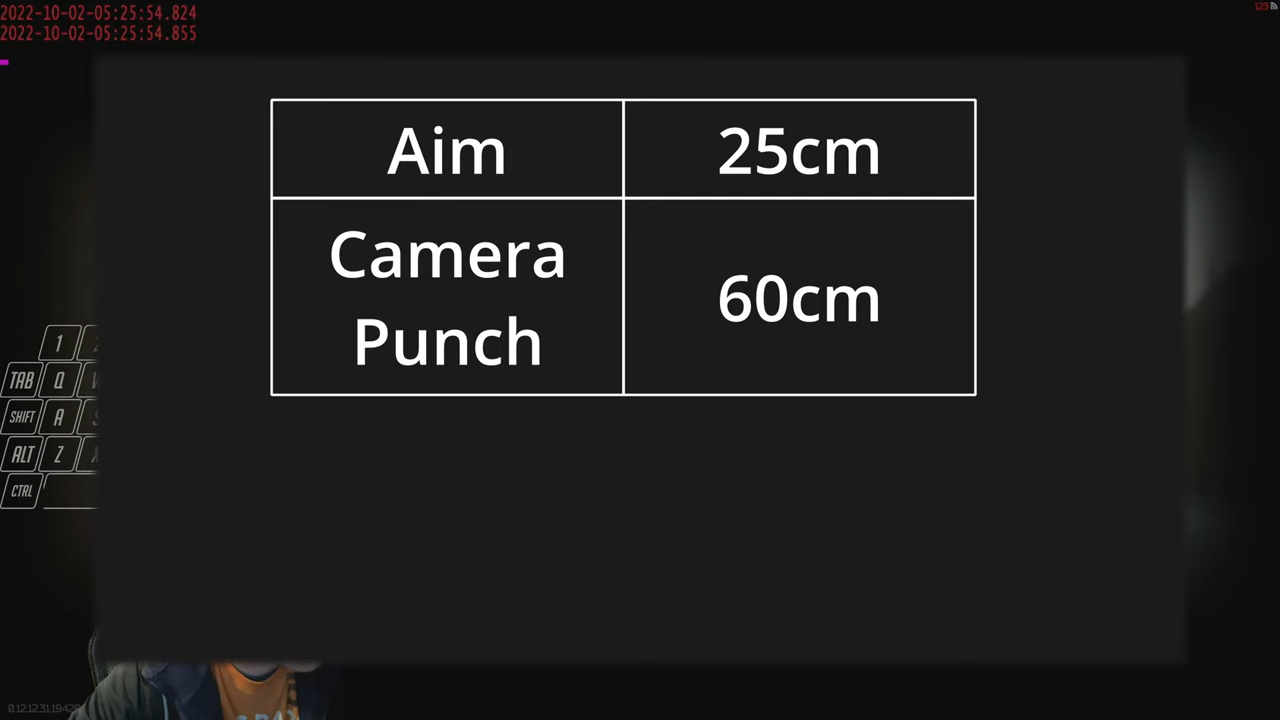 2022-10-02-05:25:54.824
2022-10-02-05:25:54.855
123
Aim 25cm
Camera
Punch
60cm
1
TAB Q
SHIFT A
ALT Z
CTRL